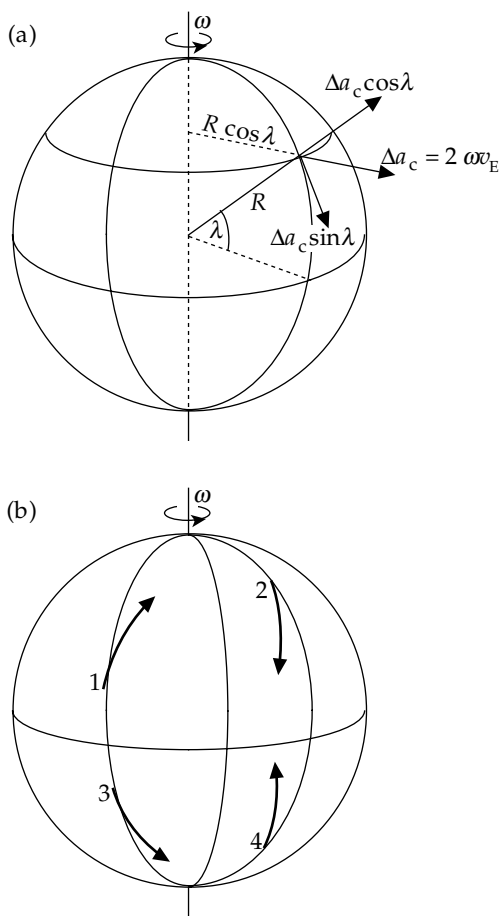 (a)
ω
Δa_c cosλ
R cosλ
Δa_c = 2 ωv_E
R
λ
Δa_c sinλ
ω
(b)
2
1
3
4